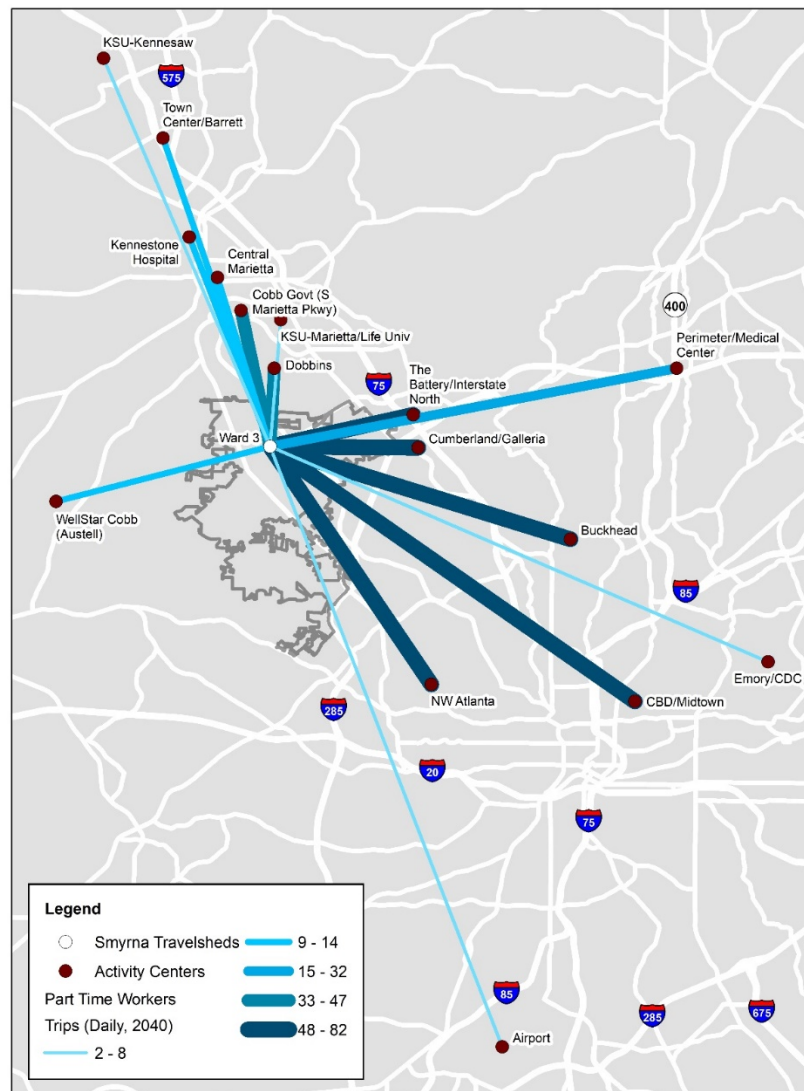 KSU-Kennesaw
575
Town
Center/Barrett
Kennestone
Hospital
Central
Marietta
Cobb Govt (S
Marietta Pkwy)
KSU-Marietta/Life Univ
400
Dobbins
75
The
Battery/Interstate
North
Perimeter/Medical
Center
Ward 3
Cumberland/Galleria
WellStar Cobb
(Austell)
Buckhead
85
Emory/CDC
NW Atlanta
CBD/Midtown
285
20
75
Legend
Smyrna Travelsheds
Activity Centers
Part Time Workers
Trips (Daily, 2040)
2 - 8
9 - 14
15 - 32
33 - 47
48 - 82
85
285
675
Airport